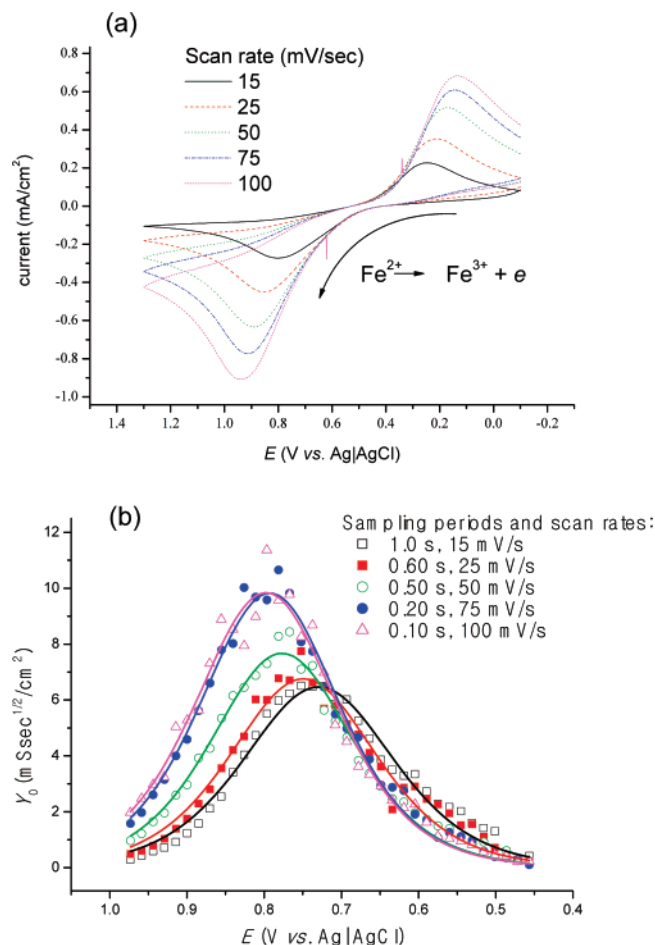 (a)
Scan rate (mV/sec)
15
25
50
75
100
0.8
0.6
0.4
0.2
0.0
-0.2
-0.4
-0.6
-0.8
-1.0
current (mA/cm²)
Fe²⁺ → Fe³⁺ + e
1.4 1.2 1.0 0.8 0.6 0.4 0.2 0.0 -0.2
E (V vs. Ag|AgCl)
(b)
Sampling periods and scan rates:
1.0 s, 15 mV/s
0.60 s, 25 mV/s
0.50 s, 50 mV/s
0.20 s, 75 mV/s
0.10 s, 100 mV/s
12
10
8
6
4
2
0
Y₀ (mSsec¹/²/cm²)
1.0 0.9 0.8 0.7 0.6 0.5 0.4
E (V vs. Ag|AgCl)